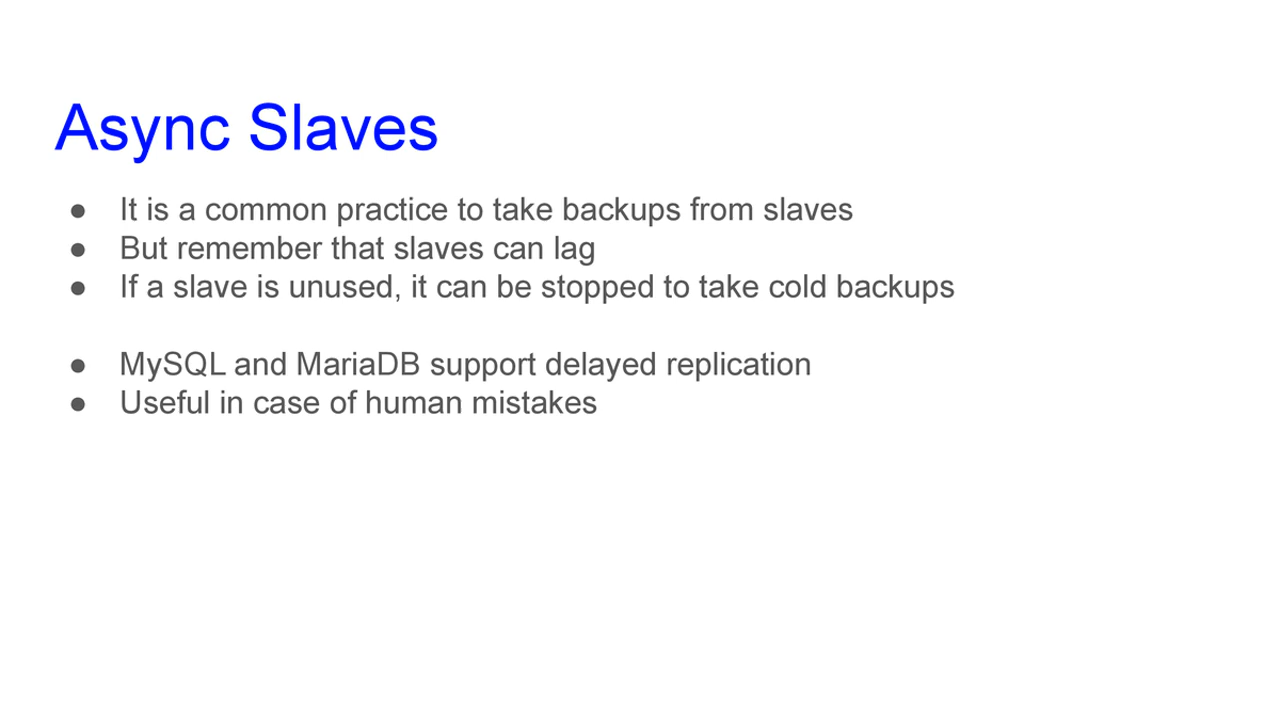 Async Slaves
● It is a common practice to take backups from slaves
● But remember that slaves can lag
● If a slave is unused, it can be stopped to take cold backups
● MySQL and MariaDB support delayed replication
● Useful in case of human mistakes